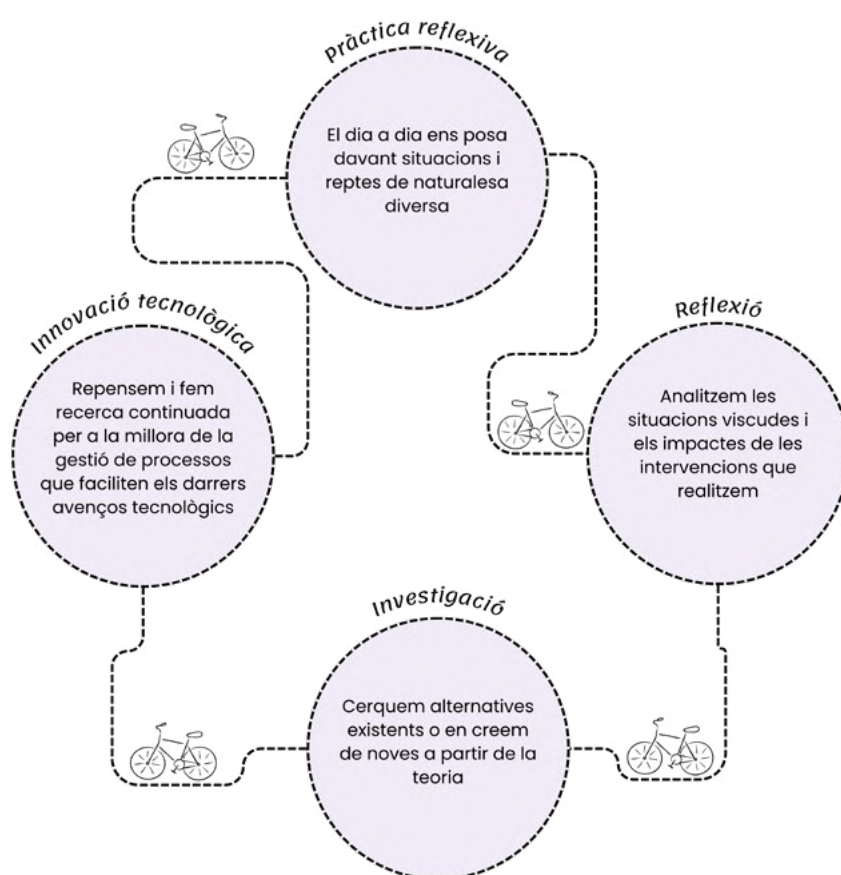 Pràctica reflexiva
El dia a dia ens posa
davant situacions i
reptes de naturalesa
diversa
Reflexió
Analitzem les
situacions viscudes i
els impactes de les
intervencions que
realitzem
Investigació
Cerquem alternatives
existents o en creem
de noves a partir de la
teoria
Innovació tecnològica
Repensem i fem
recerca continuada
per a la millora de la
gestió de processos
que faciliten els darrers
avenços tecnològics